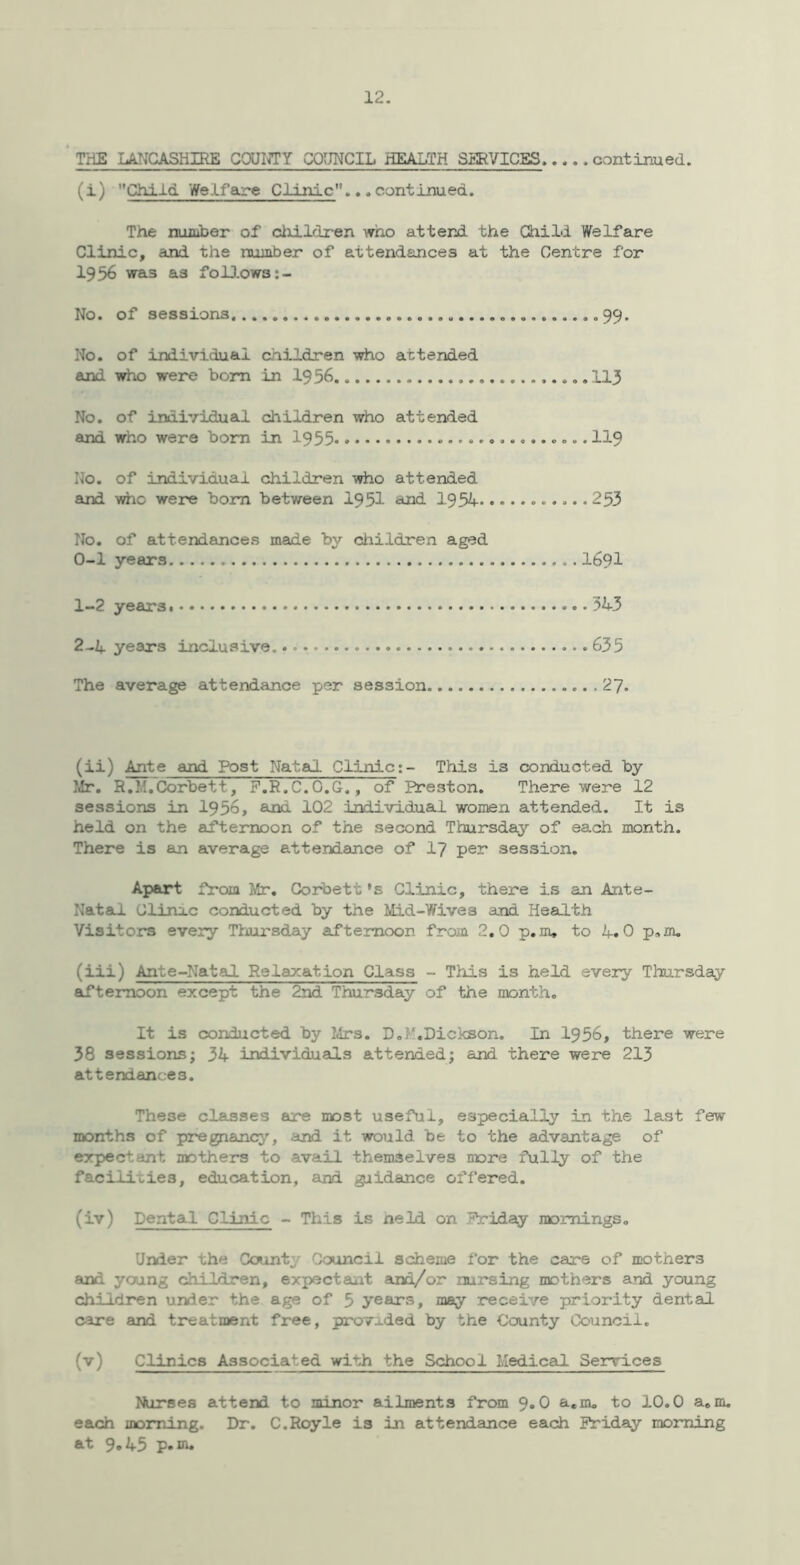 12.
THE LANCASHIRE COUNTY COUNCIL HEALTH SERVICES.....continued.
(i) "Child Welfare Clinic"...continued.
The number of children who attend the Child Welfare
Clinic, and the number of attendances at the Centre for
1956 was as follows:-
No. of sessions............................................99.
No. of individual children who attended
and who were born in 1956..............................113
No. of individual children who attended
and who were born in 1955..............................119
No. of individual children who attended
and who were born between 1951 and 1954............253
No. of attendances made by children aged
0-1 years................................................1691
1-2 years.................................................343
2-4 years inclusive.....................................635
The average attendance per session....................27.
(ii) Ante and Post Natal Clinic:- This is conducted by
Mr. R.M.Corbett, F.R.C.O.G., of Preston. There were 12
sessions in 1956, and 102 individual women attended. It is
held on the afternoon of the second Thursday of each month.
There is an average attendance of 17 per session.
Apart from Mr. Corbett's Clinic, there is an Ante-
Natal Clinic conducted by the Mid-Wives and Health
Visitors every Thursday afternoon from 2.0 p.m. to 4.0 p.m.
(iii) Ante-Natal Relaxation Class - This is held every Thursday
afternoon except the 2nd Thursday of the month.
It is conducted by Mrs. D.M.Dickson. In 1956, there were
38 sessions; 34 individuals attended; and there were 213
attendances.
These classes are most useful, especially in the last few
months of pregnancy, and it would be to the advantage of
expectant mothers to avail themselves more fully of the
facilities, education, and guidance offered.
(iv) Dental Clinic - This is held on Friday mornings.
Under the County Council scheme for the care of mothers
and young children, expectant and/or nursing mothers and young
children under the age of 5 years, may receive priority dental
care and treatment free, provided by the County Council.
(v) Clinics Associated with the School Medical Services
Nurses attend to minor ailments from 9.0 a.m. to 10.0 a.m.
each morning. Dr. C.Royle is in attendance each Friday morning
at 9.45 p.m.